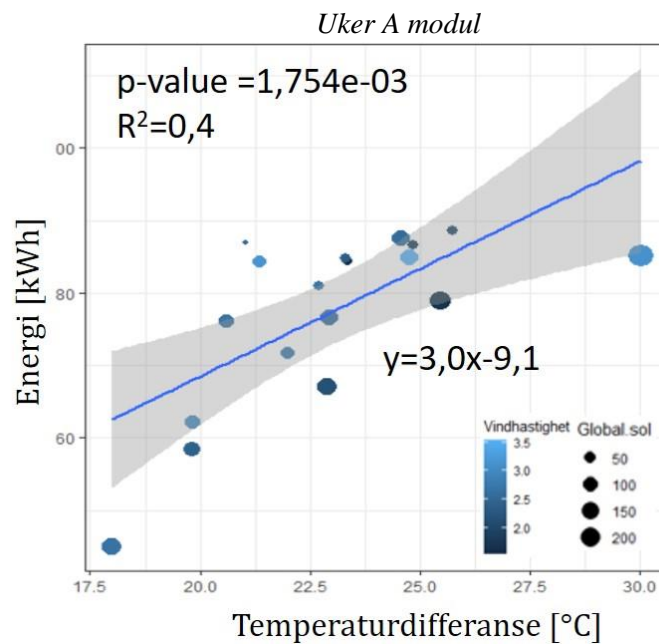 Uker A modul
p-value =1,754e-03
R²=0,4
00
80
60
Energi [kWh]
y=3,0x-9,1
Vindhastighet
3.5
3.0
2.5
2.0
Global.sol
50
100
150
200
17.5 20.0 22.5 25.0 27.5 30.0
Temperaturdifferanse [°C]